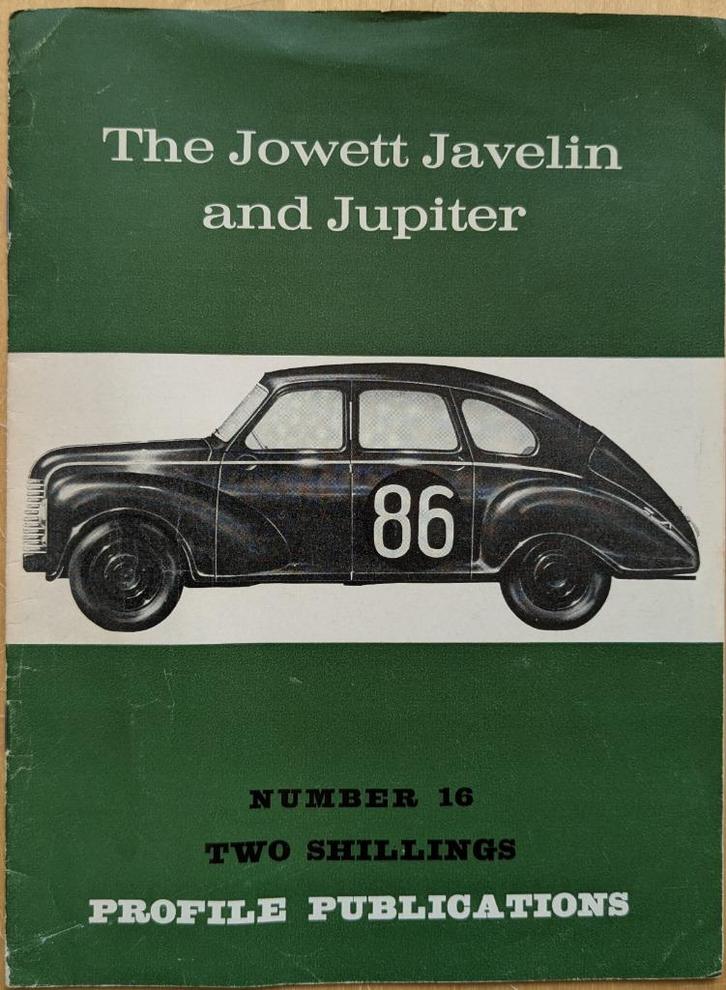 The Jowett Javelin
and Jupiter
86
NUMBER 16
TWO SHILLINGS
PROFILE PUBLICATIONS